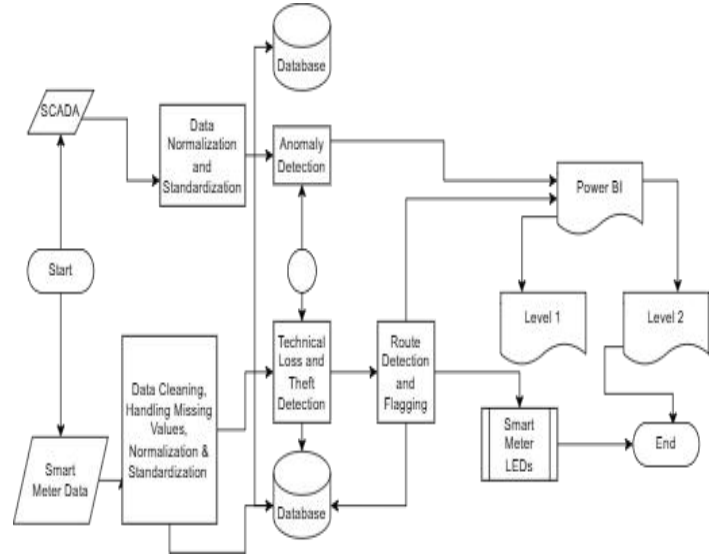 Database
SCADA
Data
Normalization
and
Standardization
Anomaly
Detection
Power BI
Start
Level 1
Level 2
Technical
Loss and
Theft
Detection
Route
Detection
and
Flagging
Data Cleaning,
Handling Missing
Values,
Normalization &
Standardization
Smart
Meter Data
Smart
Meter
LEDs
End
Database